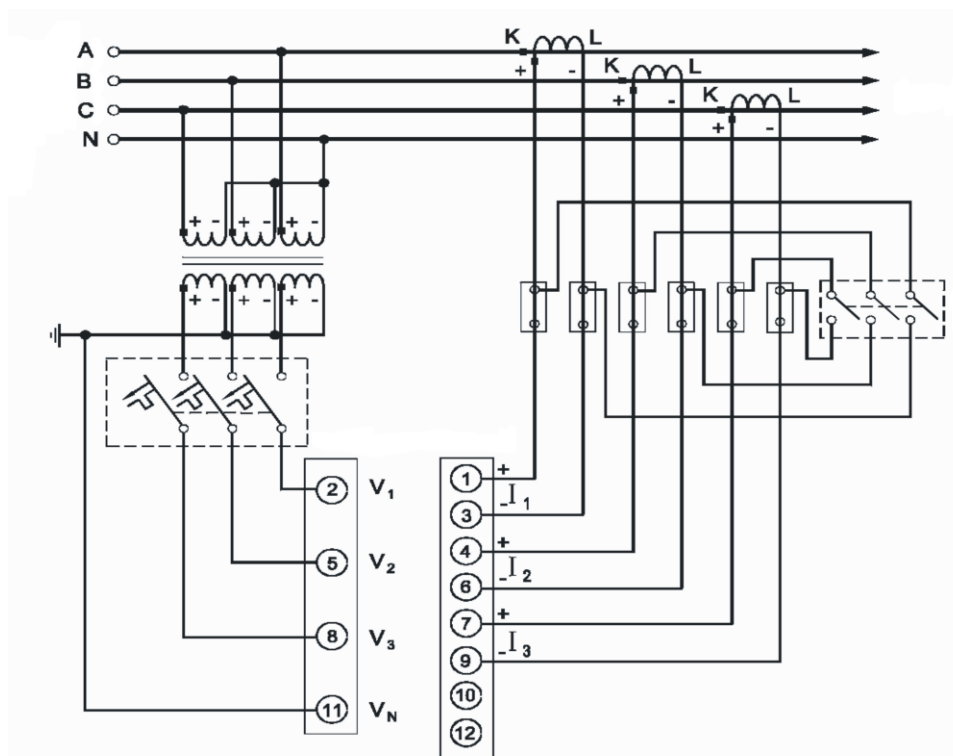 A
B
C
N
K L
+ -
K L
+ -
K L
+ -
+ - + - + -
+ - + - + -
2 V1
5 V2
8 V3
11 VN
1 +
- I1
3
4 +
- I2
6
7 +
- I3
9
10
12